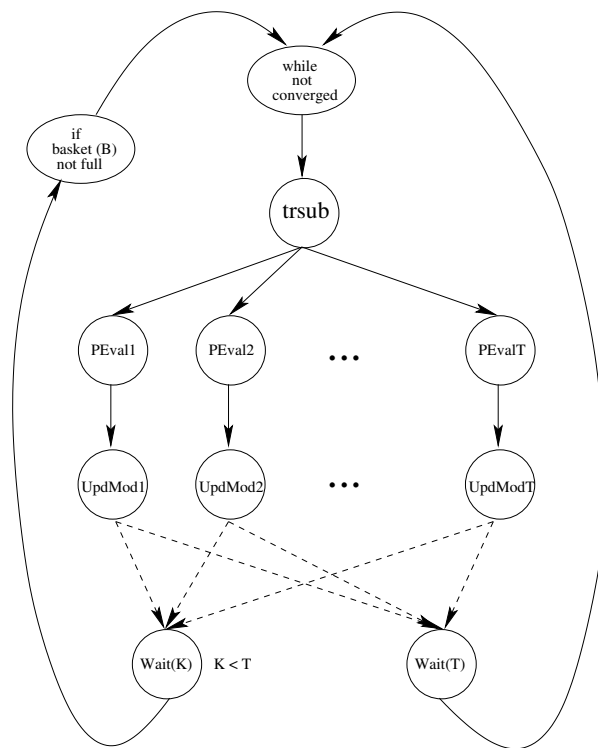 while
not
converged
if
basket (B)
not full
trsub
PEval1
PEval2
...
PEvalT
UpdMod1
UpdMod2
...
UpdModT
Wait(K)
K < T
Wait(T)